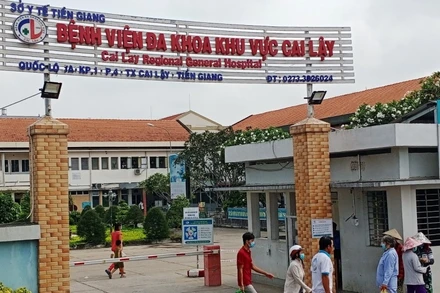 SỞ Y TẾ TIỀN GIANG
BỆNH VIỆN ĐA KHOA KHU VỰC CAI LẬY
Cai Lay Regional General Hospital
QUỐC LỘ 1A-KP.1 - P.4 - TX CAI LẬY - TIỀN GIANG
ĐT: 0273.3826024